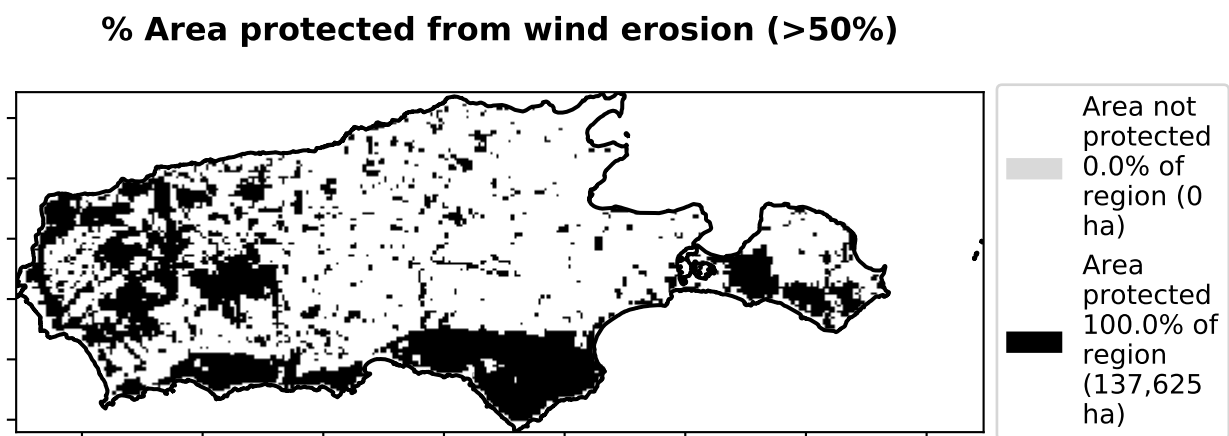 % Area protected from wind erosion (>50%)
Area not
protected
0.0% of
region (0
ha)
Area
protected
100.0% of
region
(137,625
ha)